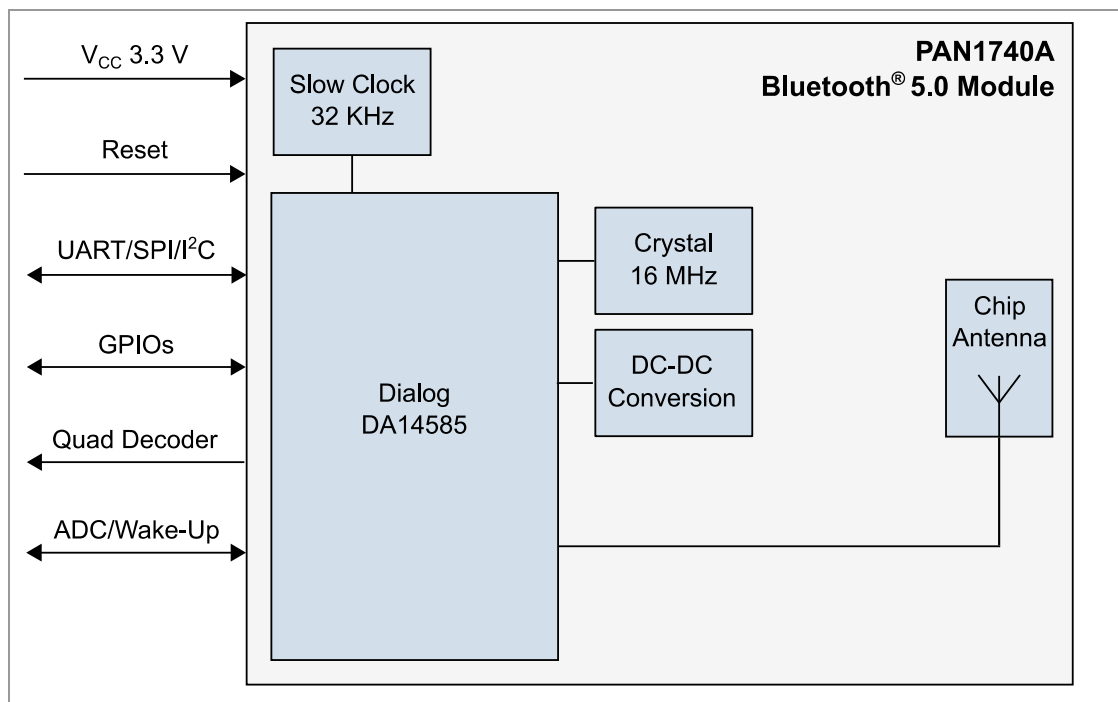 V_CC 3.3 V
Reset
UART/SPI/I²C
GPIOs
Quad Decoder
ADC/Wake-Up
PAN1740A
Bluetooth® 5.0 Module
Slow Clock
32 KHz
Dialog
DA14585
Crystal
16 MHz
DC-DC
Conversion
Chip
Antenna